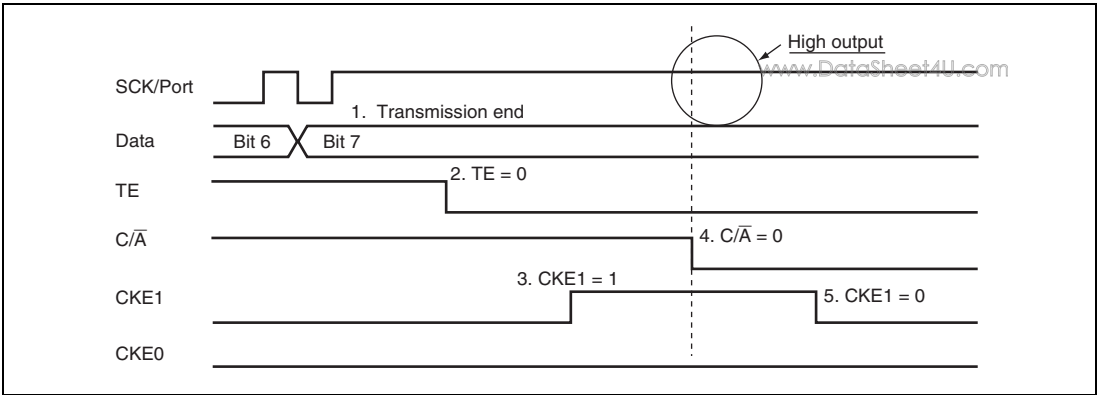 High output
www.DataSheet4U.com
SCK/Port
1. Transmission end
Data
Bit 6
Bit 7
2. TE = 0
TE
C/A̅
4. C/A̅ = 0
3. CKE1 = 1
CKE1
5. CKE1 = 0
CKE0